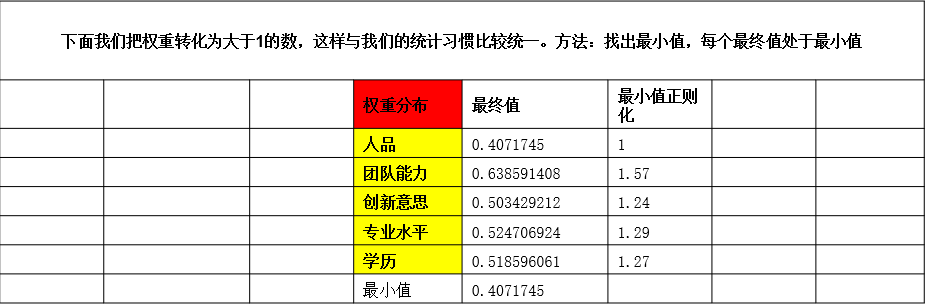 下面我们把权重转化为大于1的数，这样与我们的统计习惯比较统一。方法：找出最小值，每个最终值处于最小值
权重分布 最终值 最小值正则化
人品 0.4071745 1
团队能力 0.638591408 1.57
创新意思 0.503429212 1.24
专业水平 0.524706924 1.29
学历 0.518596061 1.27
最小值 0.4071745